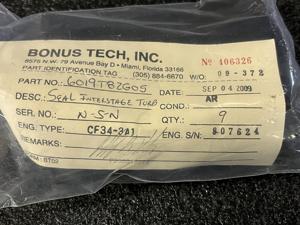 BONUS TECH, INC.
8576 N.W. 79 Avenue Bay D • Miami, Florida 33166
PART IDENTIFICATION TAG (305) 884-6670
No 406326
W/O: 09-372
PART NO.: 6019T82G05
SEP 04 2009
DESC.: SEAL INTERSTAGE TURB COND.: AR
SER. NO.: N-S-N QTY.: 9
ENG. TYPE: CF34-3A1 ENG. S/N: 807624
REMARKS: